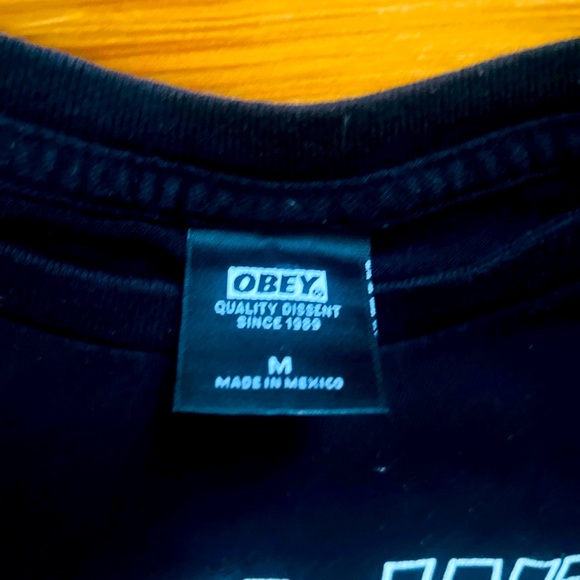 OBEY
QUALITY DISSENT
SINCE 1989
M
MADE IN MEXICO